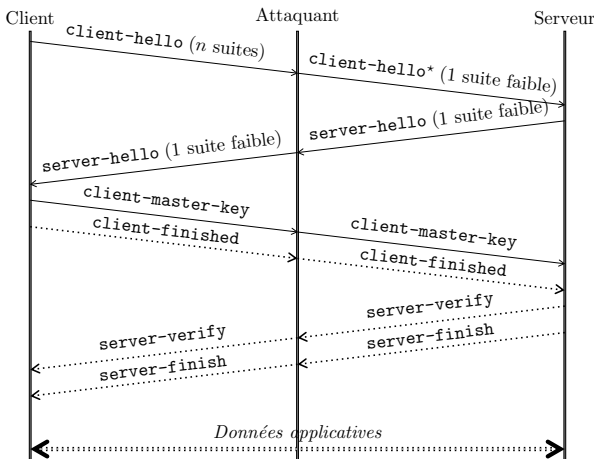 Client Attaquant Serveur
client-hello (n suites)
client-hello* (1 suite faible)
server-hello (1 suite faible)
server-hello (1 suite faible)
client-master-key
client-master-key
client-finished
client-finished
server-verify
server-finish
server-verify
server-finish
Données applicatives